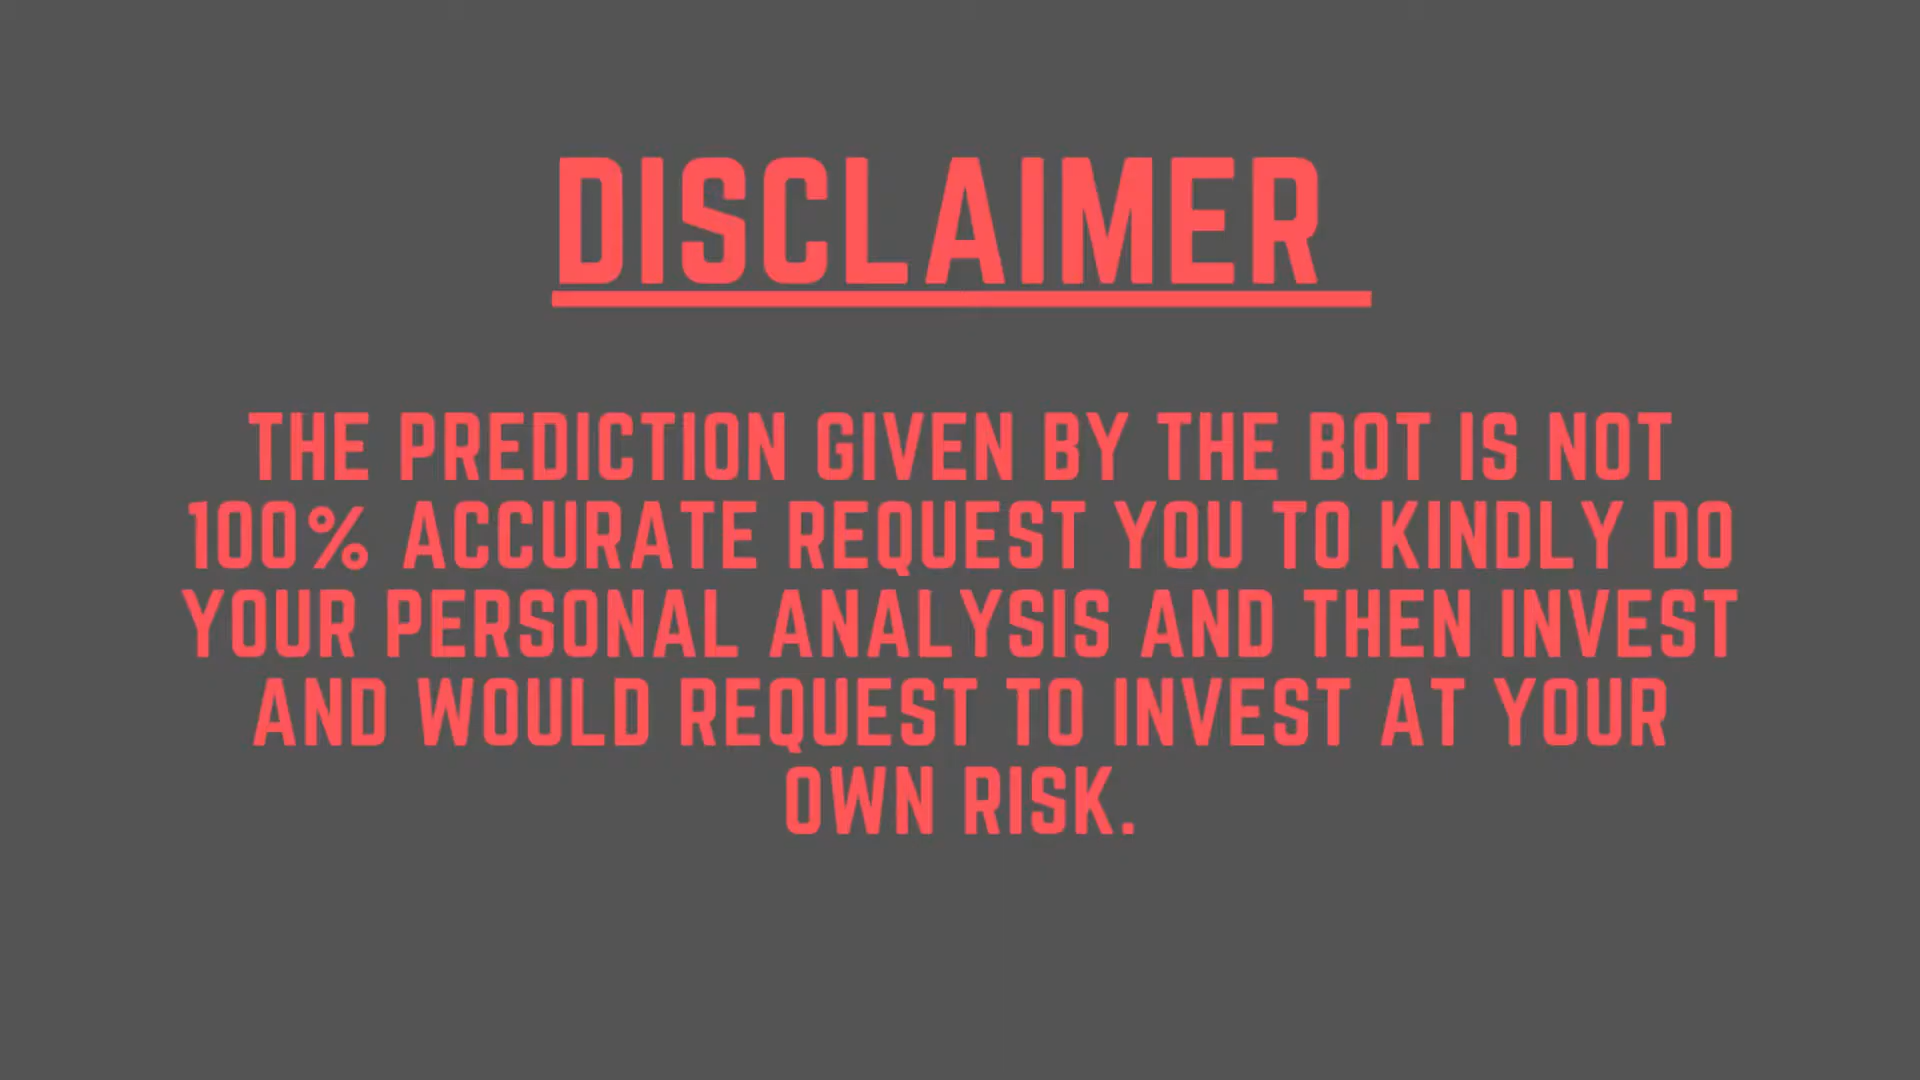 DISCLAIMER
THE PREDICTION GIVEN BY THE BOT IS NOT
100% ACCURATE REQUEST YOU TO KINDLY DO
YOUR PERSONAL ANALYSIS AND THEN INVEST
AND WOULD REQUEST TO INVEST AT YOUR
OWN RISK.